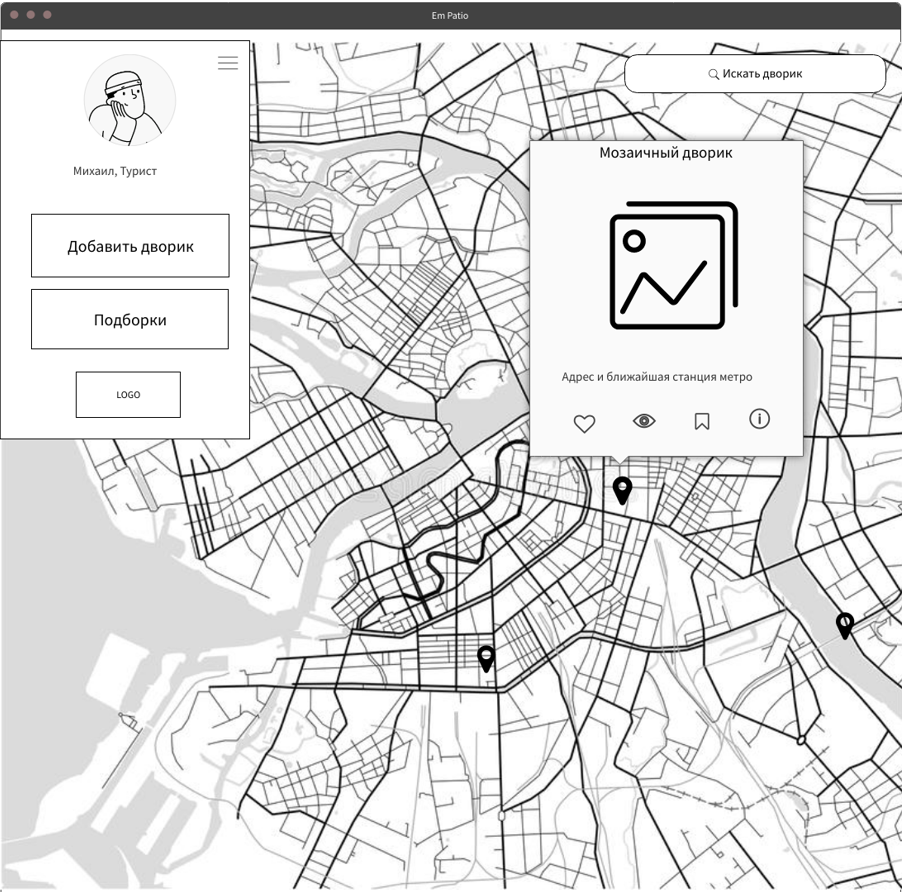 Em Patio
Искать дворик
Михаил, Турист
Добавить дворик
Подборки
LOGO
Мозаичный дворик
Адрес и ближайшая станция метро